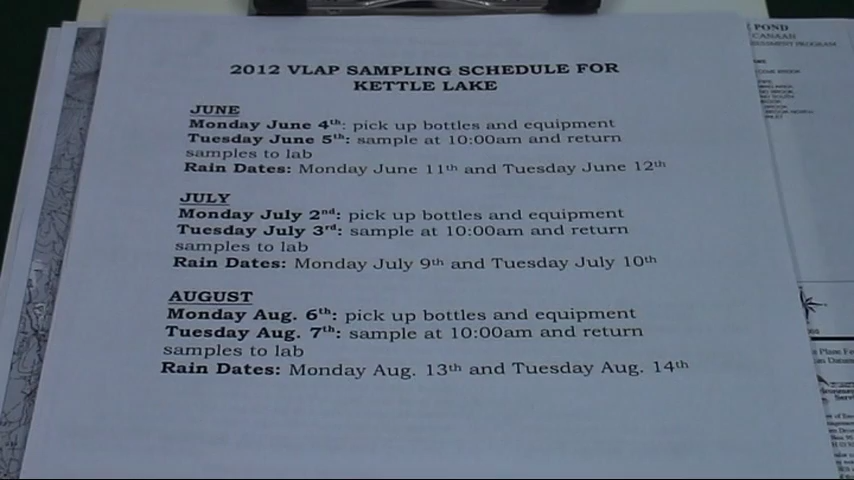 2012 VLAP SAMPLING SCHEDULE FOR
KETTLE LAKE
JUNE
Monday June 4th: pick up bottles and equipment
Tuesday June 5th: sample at 10:00am and return
samples to lab
Rain Dates: Monday June 11th and Tuesday June 12th
JULY
Monday July 2nd: pick up bottles and equipment
Tuesday July 3rd: sample at 10:00am and return
samples to lab
Rain Dates: Monday July 9th and Tuesday July 10th
AUGUST
Monday Aug. 6th: pick up bottles and equipment
Tuesday Aug. 7th: sample at 10:00am and return
samples to lab
Rain Dates: Monday Aug. 13th and Tuesday Aug. 14th
POND
CANAAN
PROGRAM